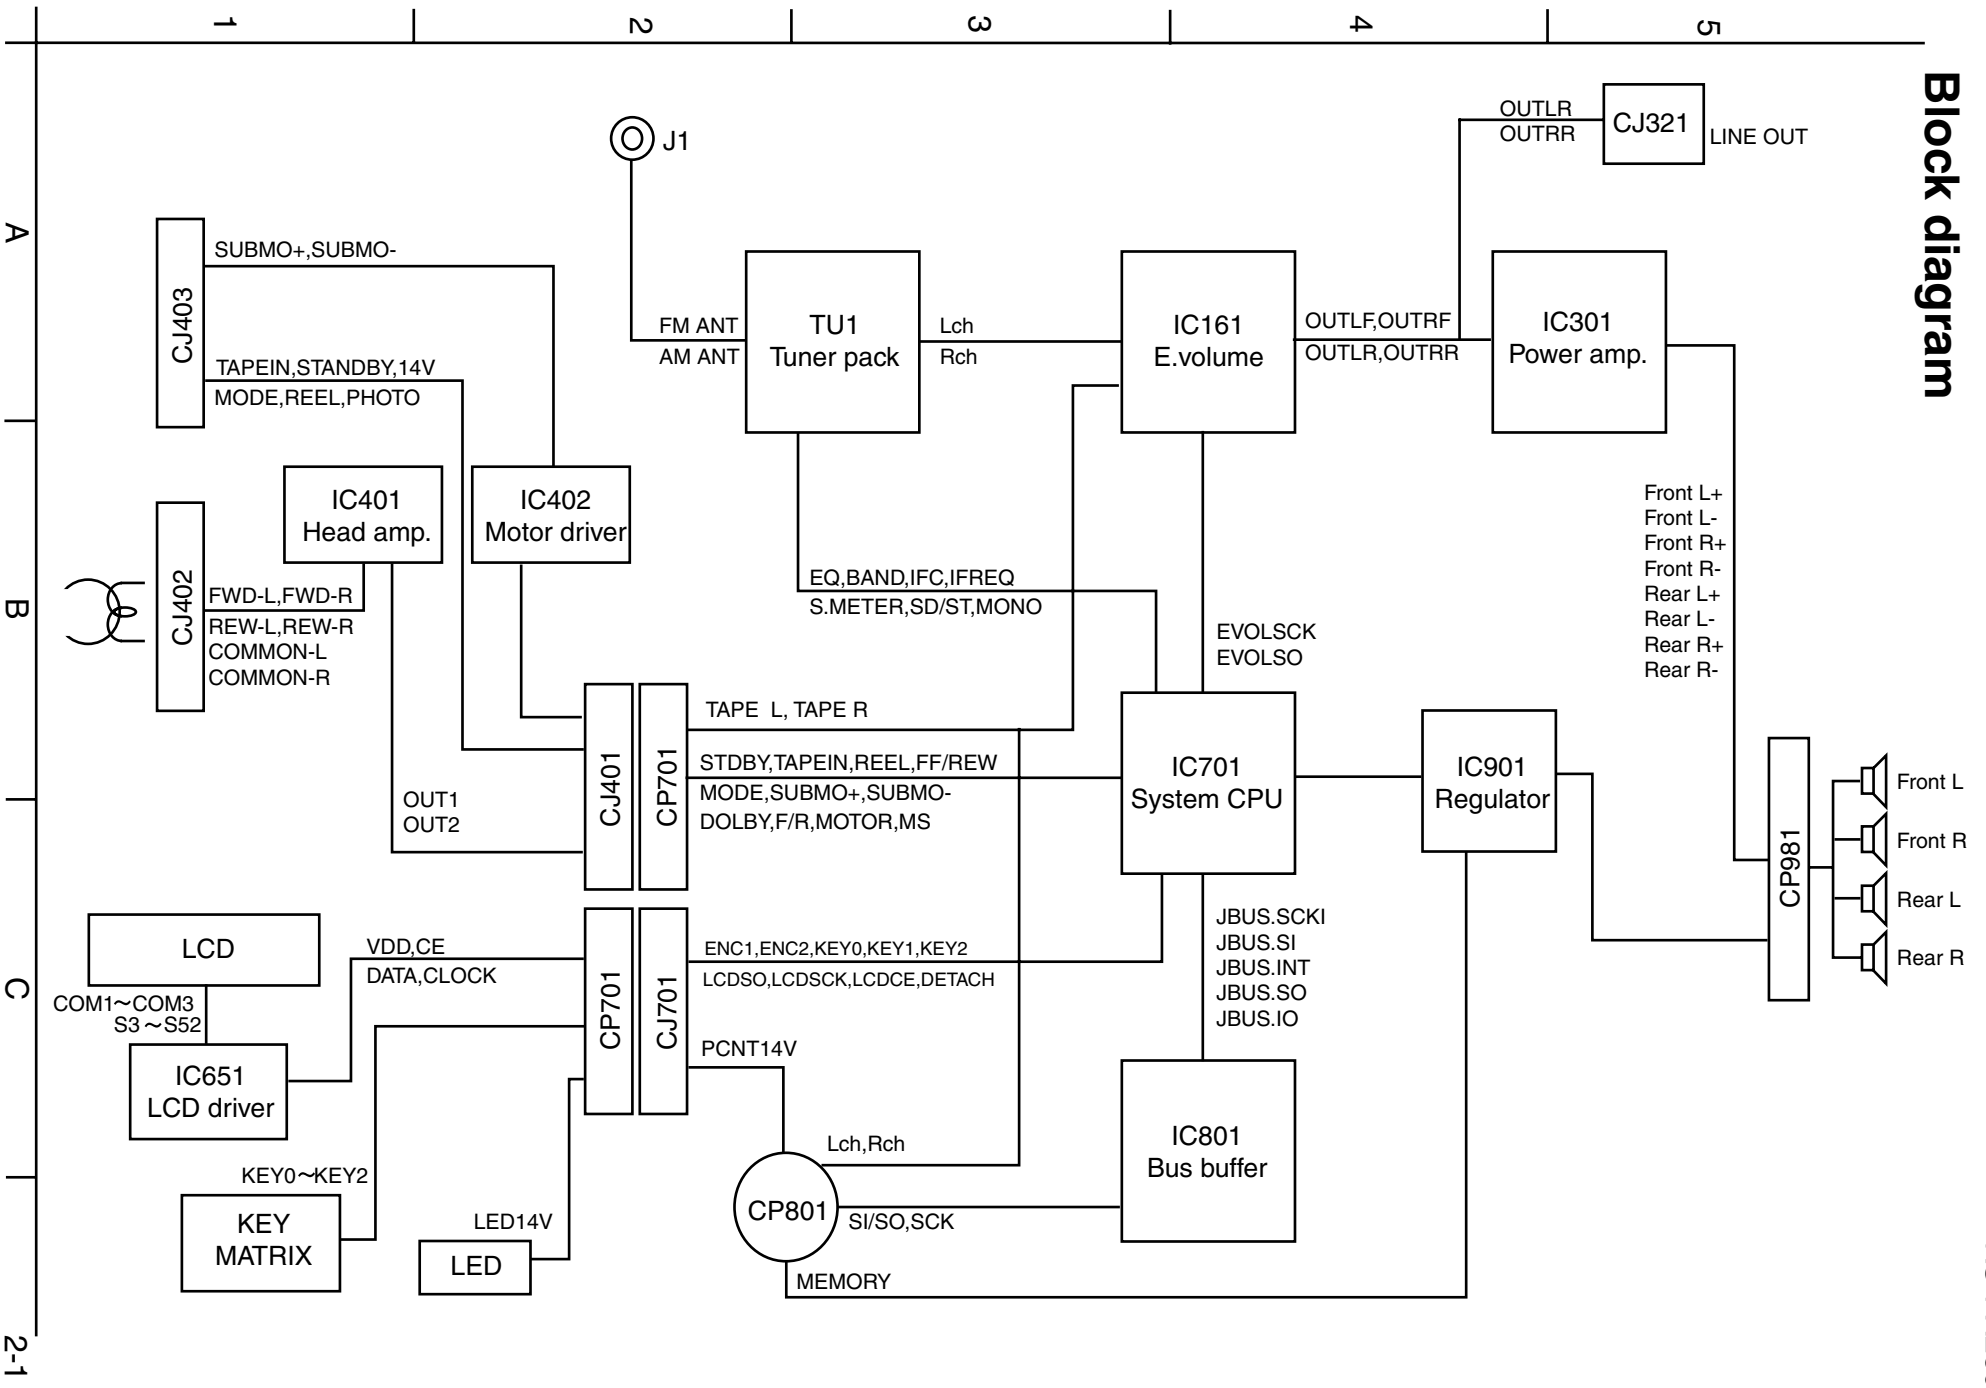 1
2
3
4
5
Block diagram
A
B
C
2-1
OUTLR
OUTRR
CJ321
LINE OUT
J1
SUBMO+,SUBMO-
CJ403
TAPEIN,STANDBY,14V
MODE,REEL,PHOTO
FM ANT
AM ANT
TU1
Tuner pack
Lch
Rch
IC161
E.volume
OUTLF,OUTRF
OUTLR,OUTRR
IC301
Power amp.
IC401
Head amp.
IC402
Motor driver
CJ402
FWD-L,FWD-R
REW-L,REW-R
COMMON-L
COMMON-R
EQ,BAND,IFC,IFREQ
S.METER,SD/ST,MONO
EVOLSCK
EVOLSO
Front L+
Front L-
Front R+
Front R-
Rear L+
Rear L-
Rear R+
Rear R-
OUT1
OUT2
CJ401
CP701
TAPE L, TAPE R
STDBY,TAPEIN,REEL,FF/REW
MODE,SUBMO+,SUBMO-
DOLBY,F/R,MOTOR,MS
IC701
System CPU
IC901
Regulator
CP981
Front L
Front R
Rear L
Rear R
LCD
COM1~COM3
S3~S52
IC651
LCD driver
VDD,CE
DATA,CLOCK
CP701
CJ701
ENC1,ENC2,KEY0,KEY1,KEY2
LCDSO,LCDSCK,LCDCE,DETACH
PCNT14V
JBUS.SCKI
JBUS.SI
JBUS.INT
JBUS.SO
JBUS.IO
KEY0~KEY2
KEY
MATRIX
LED14V
LED
Lch,Rch
CP801
SI/SO,SCK
MEMORY
IC801
Bus buffer